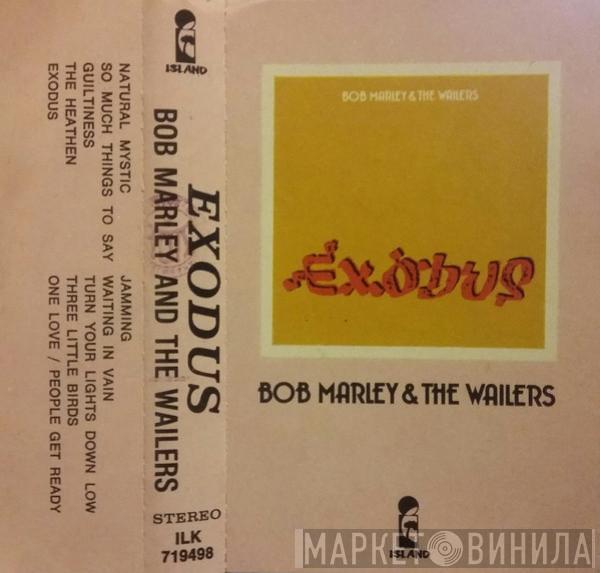 NATURAL MYSTIC
SO MUCH THINGS TO SAY
GUILTINESS
THE HEATHEN
EXODUS
JAMMING
WAITING IN VAIN
TURN YOUR LIGHTS DOWN LOW
THREE LITTLE BIRDS
ONE LOVE / PEOPLE GET READY
ISLAND
EXODUS
BOB MARLEY AND THE WAILERS
STEREO
ILK
719498
BOB MARLEY & THE WAILERS
EXODUS
BOB MARLEY & THE WAILERS
ISLAND
МАРКЕТ ВИНИЛА